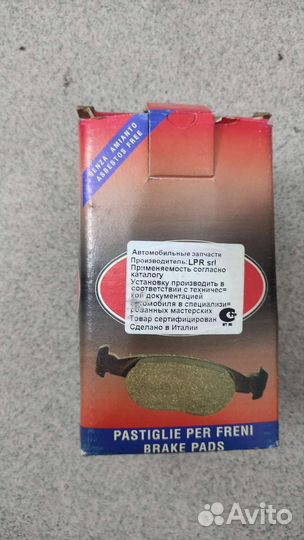 SENZA AMIANTO
ASBESTOS FREE
Автомобильные запчасти
Производитель: LPR srl
Применяемость согласно
каталогу
Установку производить в
соответствии с техничес=
кой документацией
автомобиля в специализи=
рованных мастерских
Товар сертифицирован
Сделано в Италии
PASTIGLIE PER FRENI
BRAKE PADS
Avito